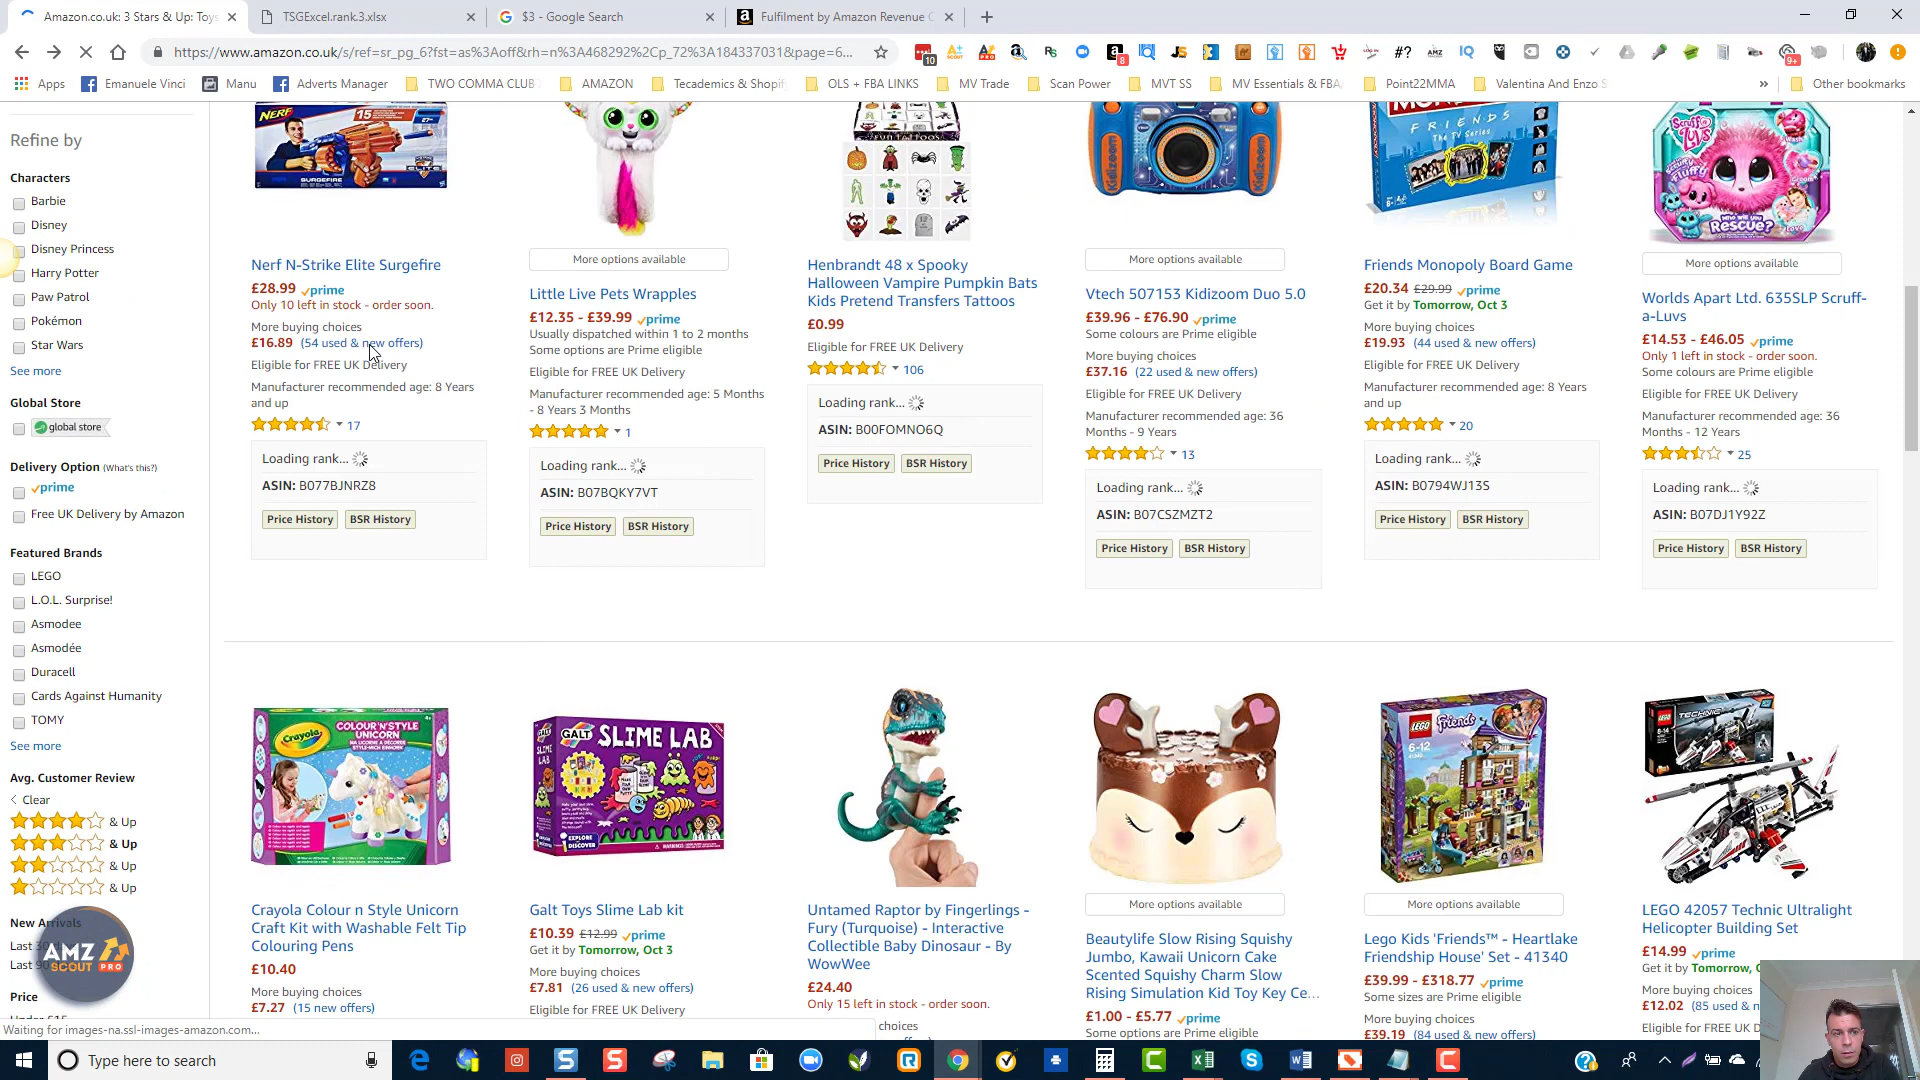 Amazon.co.uk: 3 Stars & Up: Toys
TSGExcel.rank.3.xlsx
$3 - Google Search
Fulfilment by Amazon Revenue C
https://www.amazon.co.uk/s/ref=sr_pg_6?fst=as%3Aoff&rh=n%3A468292%2Cp_72%3A184337031&page=6...
Apps
Emanuele Vinci
Manu
Adverts Manager
TWO COMMA CLUB
AMAZON
Tecademics & Shopif
OLS + FBA LINKS
MV Trade
Scan Power
MVT SS
MV Essentials & FBA
Point22MMA
Valentina And Enzo S
Other bookmarks
Refine by
Characters
Barbie
Disney
Disney Princess
Harry Potter
Paw Patrol
Pokémon
Star Wars
See more
Global Store
global store
Delivery Option (What's this?)
prime
Free UK Delivery by Amazon
Featured Brands
LEGO
L.O.L. Surprise!
Asmodee
Asmodée
Duracell
Cards Against Humanity
TOMY
See more
Avg. Customer Review
Clear
& Up
& Up
& Up
& Up
New Arrivals
Last 30
Last 90
Price
AMZ
SCOUT PRO
Nerf N-Strike Elite Surgefire
£28.99 prime
Only 10 left in stock - order soon.
More buying choices
£16.89 (54 used & new offers)
Eligible for FREE UK Delivery
Manufacturer recommended age: 8 Years
and up
17
Loading rank...
ASIN: B077BJNRZ8
Price History BSR History
More options available
Little Live Pets Wrapples
£12.35 - £39.99 prime
Usually dispatched within 1 to 2 months
Some options are Prime eligible
Eligible for FREE UK Delivery
Manufacturer recommended age: 5 Months
- 8 Years 3 Months
1
Loading rank...
ASIN: B07BQKY7VT
Price History BSR History
Henbrandt 48 x Spooky
Halloween Vampire Pumpkin Bats
Kids Pretend Transfers Tattoos
£0.99
Eligible for FREE UK Delivery
106
Loading rank...
ASIN: B00FOMNO6Q
Price History BSR History
More options available
Vtech 507153 Kidizoom Duo 5.0
£39.96 - £76.90 prime
Some colours are Prime eligible
More buying choices
£37.16 (22 used & new offers)
Eligible for FREE UK Delivery
Manufacturer recommended age: 36
Months - 9 Years
13
Loading rank...
ASIN: B07CSZMZT2
Price History BSR History
Friends Monopoly Board Game
£20.34 £29.99 prime
Get it by Tomorrow, Oct 3
More buying choices
£19.93 (44 used & new offers)
Eligible for FREE UK Delivery
Manufacturer recommended age: 8 Years
and up
20
Loading rank...
ASIN: B0794WJ13S
Price History BSR History
More options available
Worlds Apart Ltd. 635SLP Scruff-
a-Luvs
£14.53 - £46.05 prime
Only 1 left in stock - order soon.
Some colours are Prime eligible
Eligible for FREE UK Delivery
Manufacturer recommended age: 36
Months - 12 Years
25
Loading rank...
ASIN: B07DJ1Y92Z
Price History BSR History
Crayola Colour n Style Unicorn
Craft Kit with Washable Felt Tip
Colouring Pens
£10.40
More buying choices
£7.27 (15 new offers)
Galt Toys Slime Lab kit
£10.39 £12.99 prime
Get it by Tomorrow, Oct 3
More buying choices
£7.81 (26 used & new offers)
Eligible for FREE UK Delivery
Untamed Raptor by Fingerlings -
Fury (Turquoise) - Interactive
Collectible Baby Dinosaur - By
WowWee
£24.40
Only 15 left in stock - order soon.
choices
More options available
Beautylife Slow Rising Squishy
Jumbo, Kawaii Unicorn Cake
Scented Squishy Charm Slow
Rising Simulation Kid Toy Key Ce...
£1.00 - £5.77 prime
Some options are Prime eligible
More options available
Lego Kids 'Friends™ - Heartlake
Friendship House' Set - 41340
£39.99 - £318.77 prime
Some sizes are Prime eligible
More buying choices
£39.19 (84 used & new offers)
LEGO 42057 Technic Ultralight
Helicopter Building Set
£14.99 prime
Get it by Tomorrow, O
More buying choices
£12.02 (85 used & n
Eligible for FREE UK D
Waiting for images-na.ssl-images-amazon.com...
Type here to search